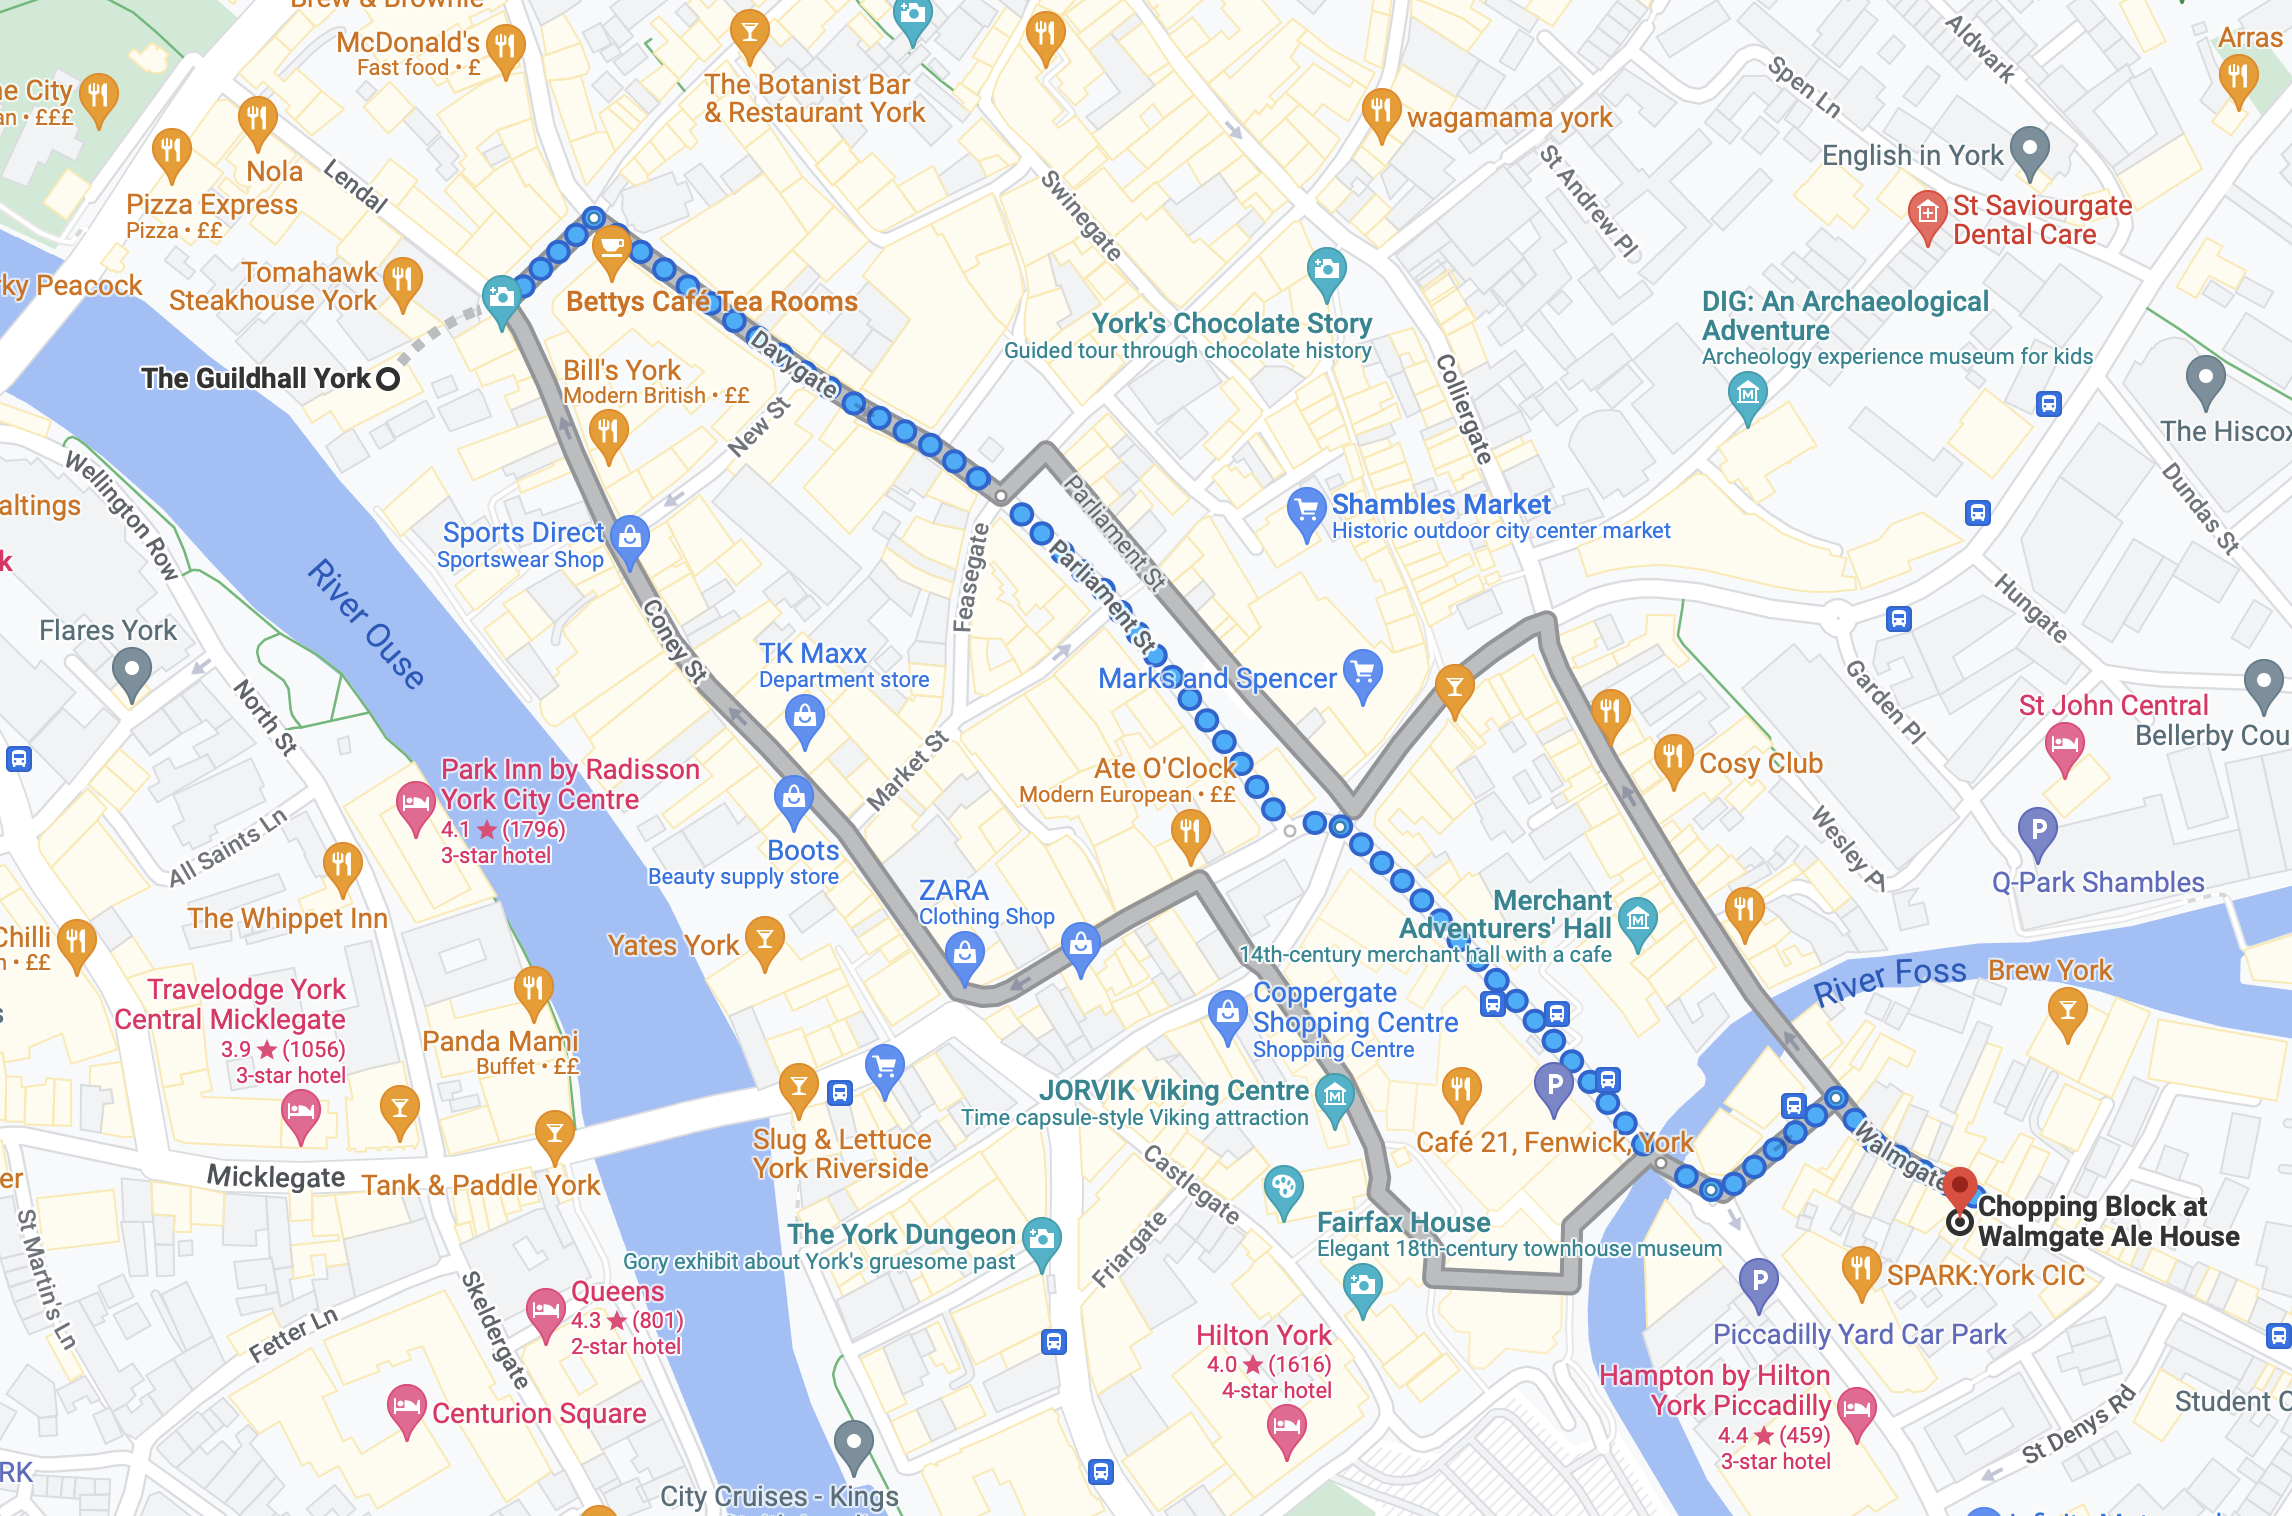 Brew & Brownie
McDonald's
Fast food • £
The Botanist Bar
& Restaurant York
wagamama york
Aldwark
Spen Ln
Arras
ne City
an • £££
Nola
Lendal
Pizza Express
Pizza • ££
Swinegate
St Andrew Pl
English in York
St Saviourgate
Dental Care
Tomahawk
Steakhouse York
rky Peacock
Bettys Café Tea Rooms
Davygate
York's Chocolate Story
Guided tour through chocolate history
DIG: An Archaeological
Adventure
Archeology experience museum for kids
The Guildhall York
Bill's York
Modern British • ££
New St
Colliergate
The Hiscox
Wellington Row
altings
k
Sports Direct
Sportswear Shop
Parliament St
Parliament St
Feasegate
Shambles Market
Historic outdoor city center market
Dundas St
Hungate
River Ouse
Flares York
North St
Coney St
TK Maxx
Department store
Marks and Spencer
Garden Pl
St John Central
Bellerby Cou
Park Inn by Radisson
York City Centre
4.1 ★ (1796)
3-star hotel
Market St
Ate O'Clock
Modern European • ££
Cosy Club
Wesley Pl
P
Q-Park Shambles
All Saints Ln
The Whippet Inn
Boots
Beauty supply store
ZARA
Clothing Shop
Merchant
Adventurers' Hall
14th-century merchant hall with a cafe
Chilli
n • ££
Yates York
River Foss
Brew York
Travelodge York
Central Micklegate
3.9 ★ (1056)
3-star hotel
Panda Mami
Buffet • ££
Coppergate
Shopping Centre
Shopping Centre
JORVIK Viking Centre
Time capsule-style Viking attraction
P
Café 21, Fenwick, York
Walmgate
Slug & Lettuce
York Riverside
Micklegate
Tank & Paddle York
er
Castlegate
Friargate
Fairfax House
Elegant 18th-century townhouse museum
Chopping Block at
Walmgate Ale House
The York Dungeon
Gory exhibit about York's gruesome past
St Martin's Ln
Skeldergate
Queens
4.3 ★ (801)
2-star hotel
Fetter Ln
P
SPARK:York CIC
Piccadilly Yard Car Park
Hilton York
4.0 ★ (1616)
4-star hotel
Hampton by Hilton
York Piccadilly
4.4 ★ (459)
3-star hotel
Student C
St Denys Rd
Centurion Square
RK
City Cruises - Kings